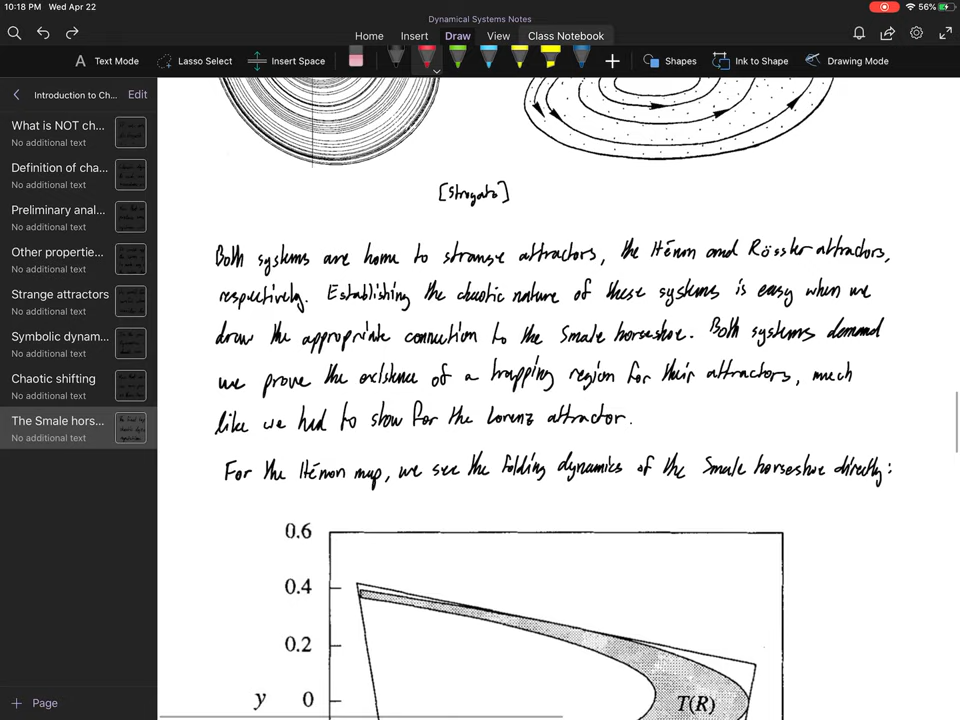 10:18 PM Wed Apr 22
56%
Dynamical Systems Notes
Home Insert Draw View Class Notebook
Text Mode Lasso Select Insert Space Shapes Ink to Shape Drawing Mode
Introduction to Ch... Edit
What is NOT ch...
No additional text
Definition of cha...
No additional text
Preliminary anal...
No additional text
Other propertie...
No additional text
Strange attractors
No additional text
Symbolic dynam...
No additional text
Chaotic shifting
No additional text
The Smale hors...
No additional text
Page
[Strogatz]
Both systems are home to strange attractors, the Hénon and Rössler attractors,
respectively. Establishing the chaotic nature of these systems is easy when we
draw the appropriate connection to the Smale horseshoe. Both systems demand
we prove the existence of a trapping region for their attractors, much
like we had to show for the Lorenz attractor.
For the Hénon map, we see the folding dynamics of the Smale horseshoe directly:
0.6
0.4
0.2
y 0
T(R)